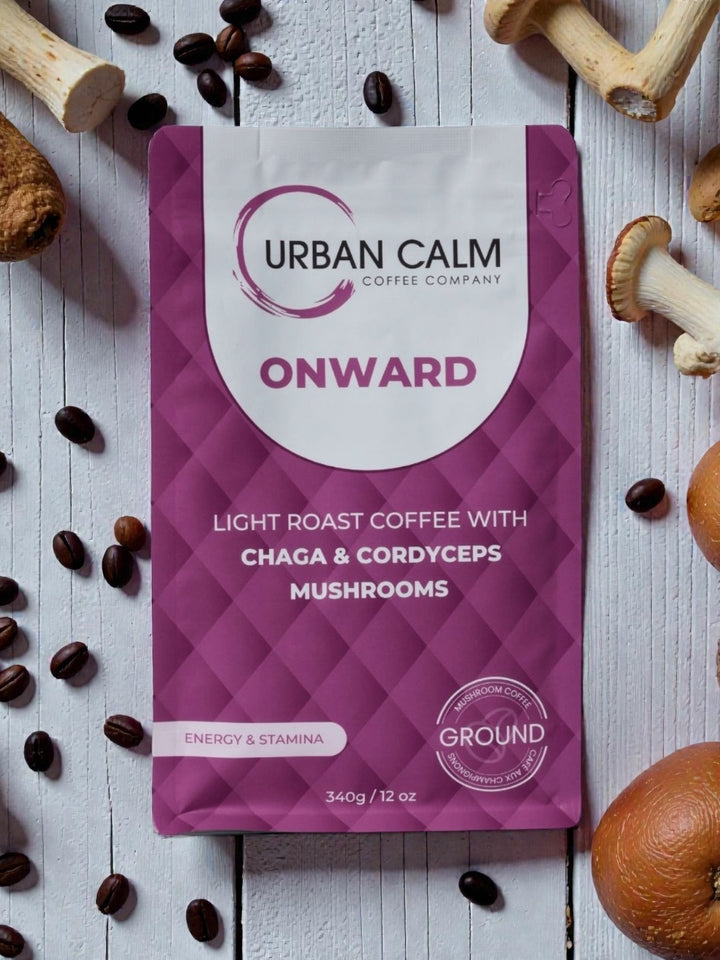 URBAN CALM
COFFEE COMPANY
ONWARD
LIGHT ROAST COFFEE WITH
CHAGA & CORDYCEPS
MUSHROOMS
ENERGY & STAMINA
MUSHROOM COFFEE
GROUND
CAFÉ AUX CHAMPIGNONS
340g / 12 oz